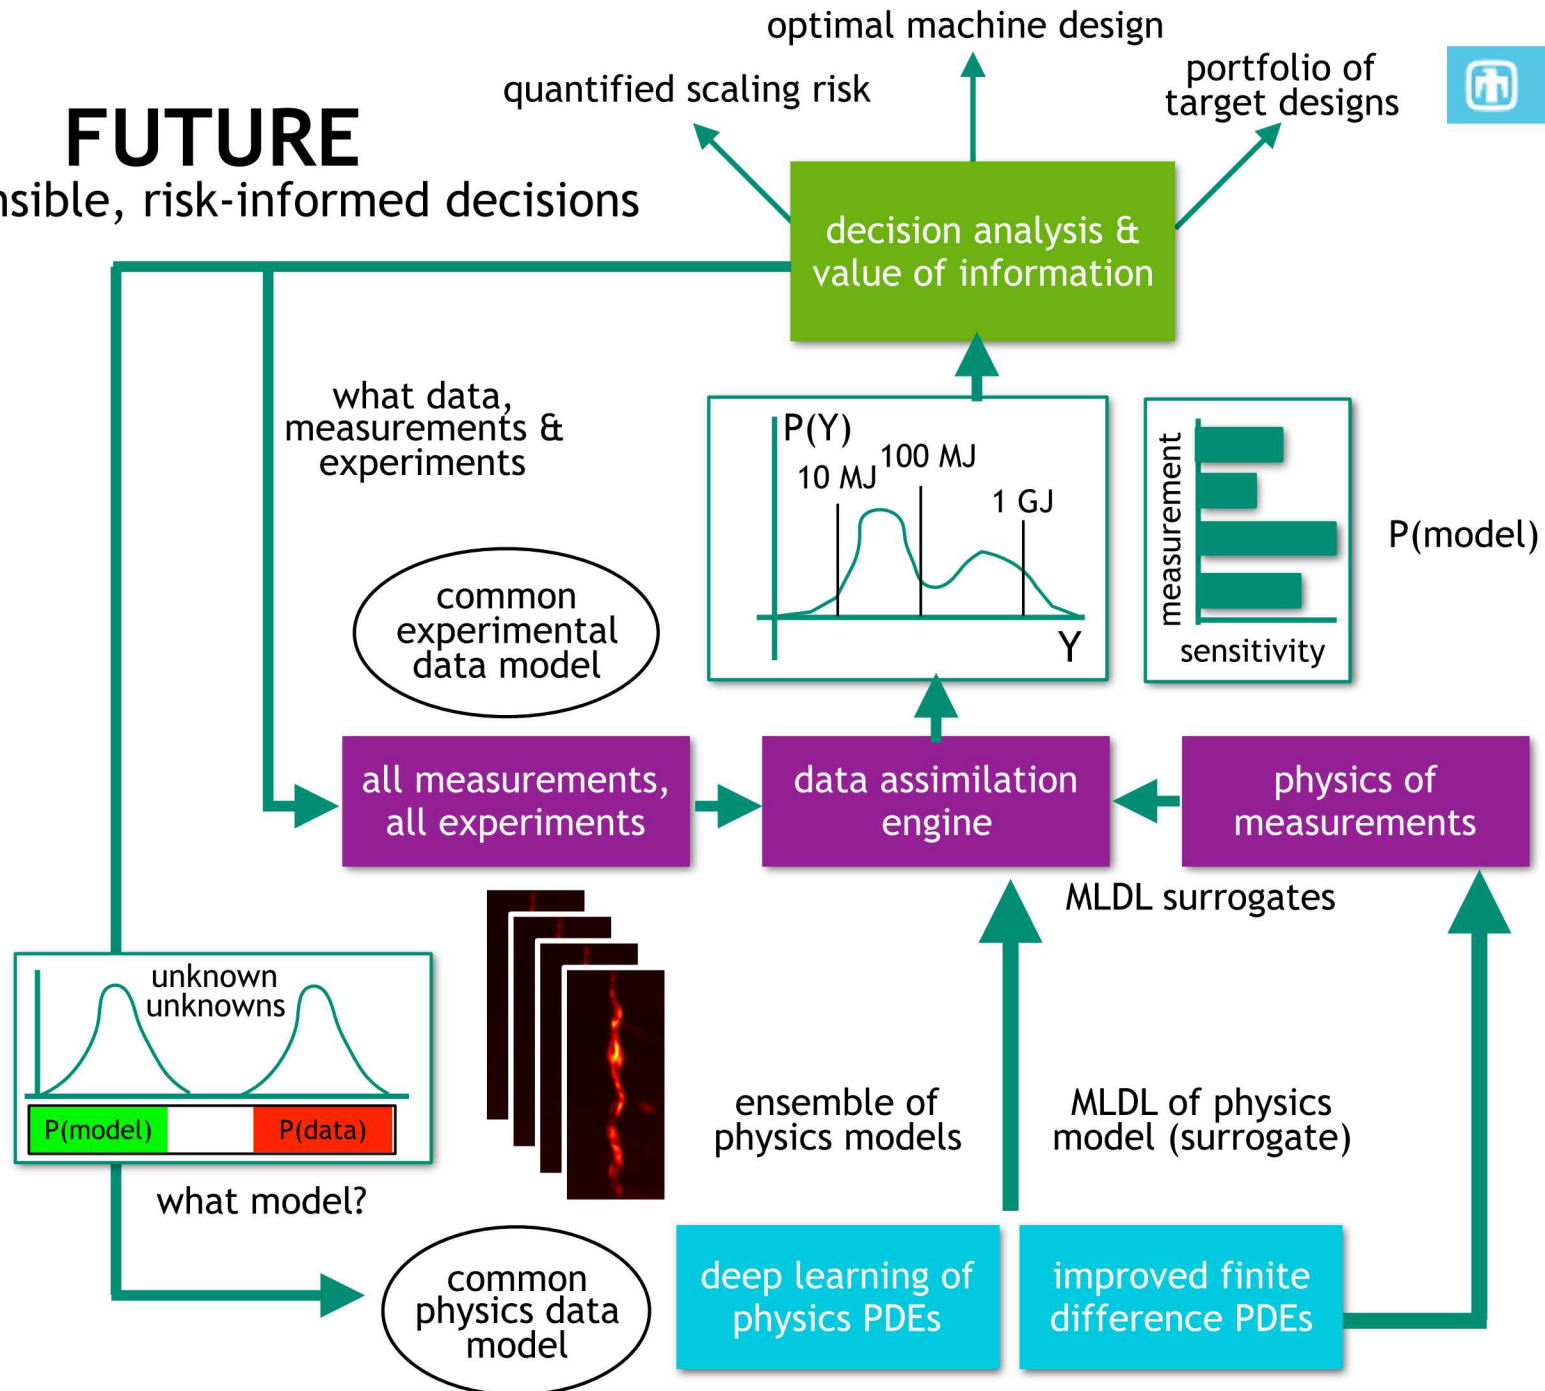 optimal machine design
quantified scaling risk
portfolio of
target designs
FUTURE
nsible, risk-informed decisions
decision analysis &
value of information
what data,
measurements &
experiments
P(Y)
10 MJ
100 MJ
1 GJ
Y
measurement
sensitivity
P(model)
common
experimental
data model
all measurements,
all experiments
data assimilation
engine
physics of
measurements
MLDL surrogates
unknown
unknowns
P(model)
P(data)
ensemble of
physics models
MLDL of physics
model (surrogate)
what model?
common
physics data
model
deep learning of
physics PDEs
improved finite
difference PDEs